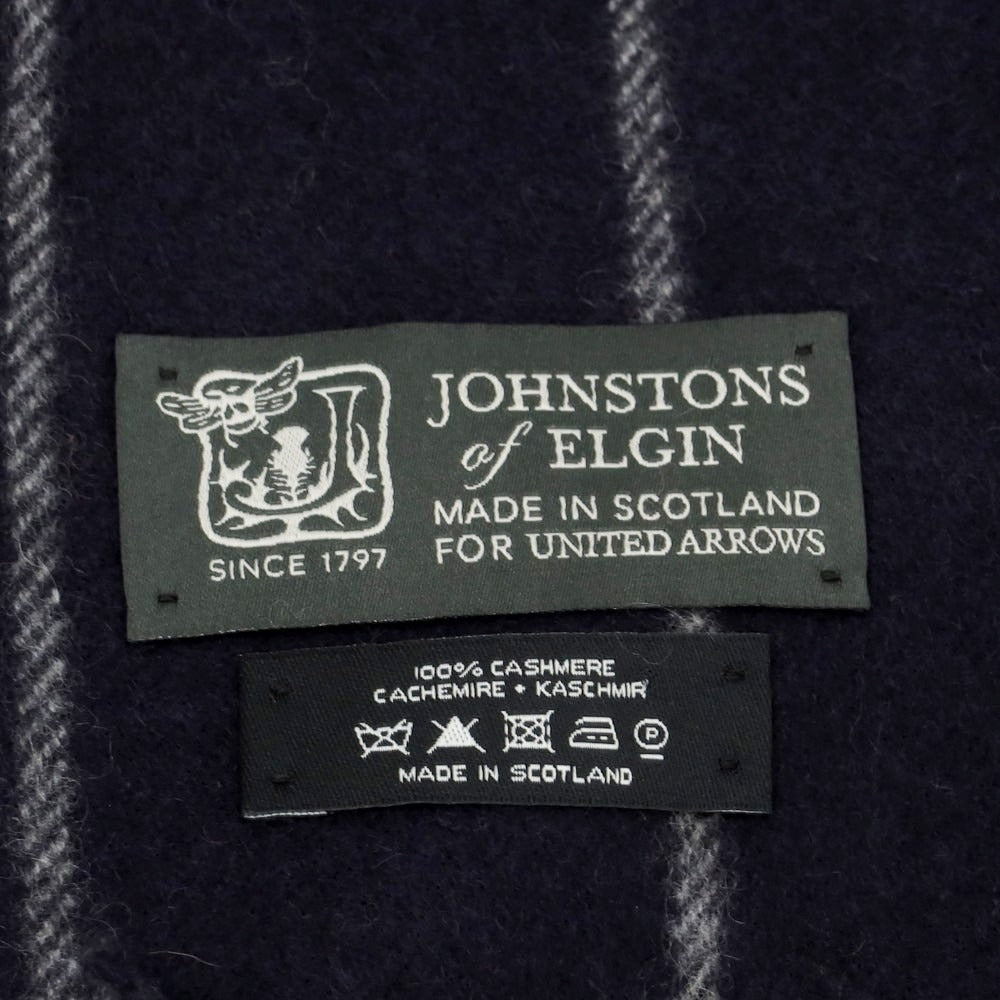 JOHNSTONS
of ELGIN
MADE IN SCOTLAND
FOR UNITED ARROWS
SINCE 1797
100% CASHMERE
CACHEMIRE • KASCHMIR
P
MADE IN SCOTLAND